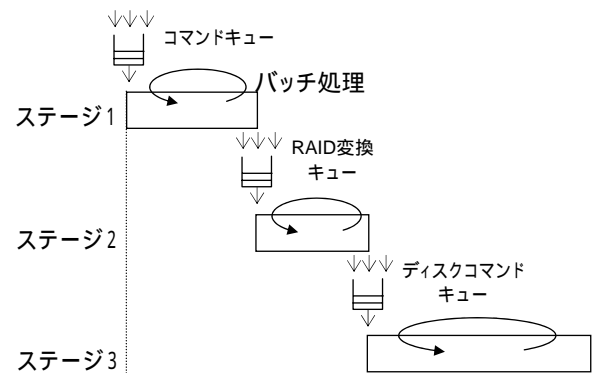 コマンドキュー
バッチ処理
ステージ1
RAID変換
キュー
ステージ2
ディスクコマンド
キュー
ステージ3